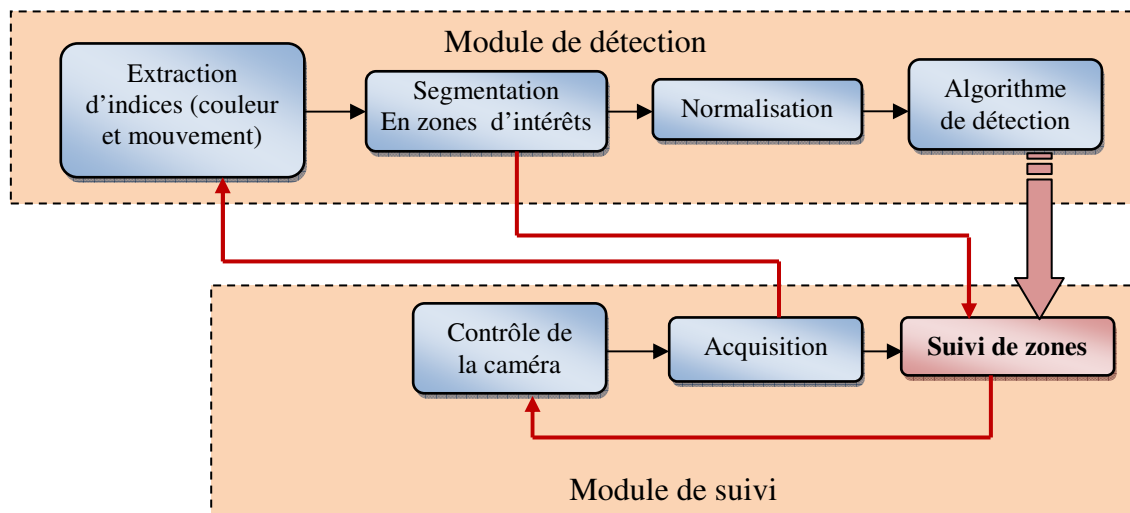 Module de détection
Extraction
d’indices (couleur
et mouvement)
Segmentation
En zones d’intérêts
Normalisation
Algorithme
de détection
Contrôle de
la caméra
Acquisition
Suivi de zones
Module de suivi